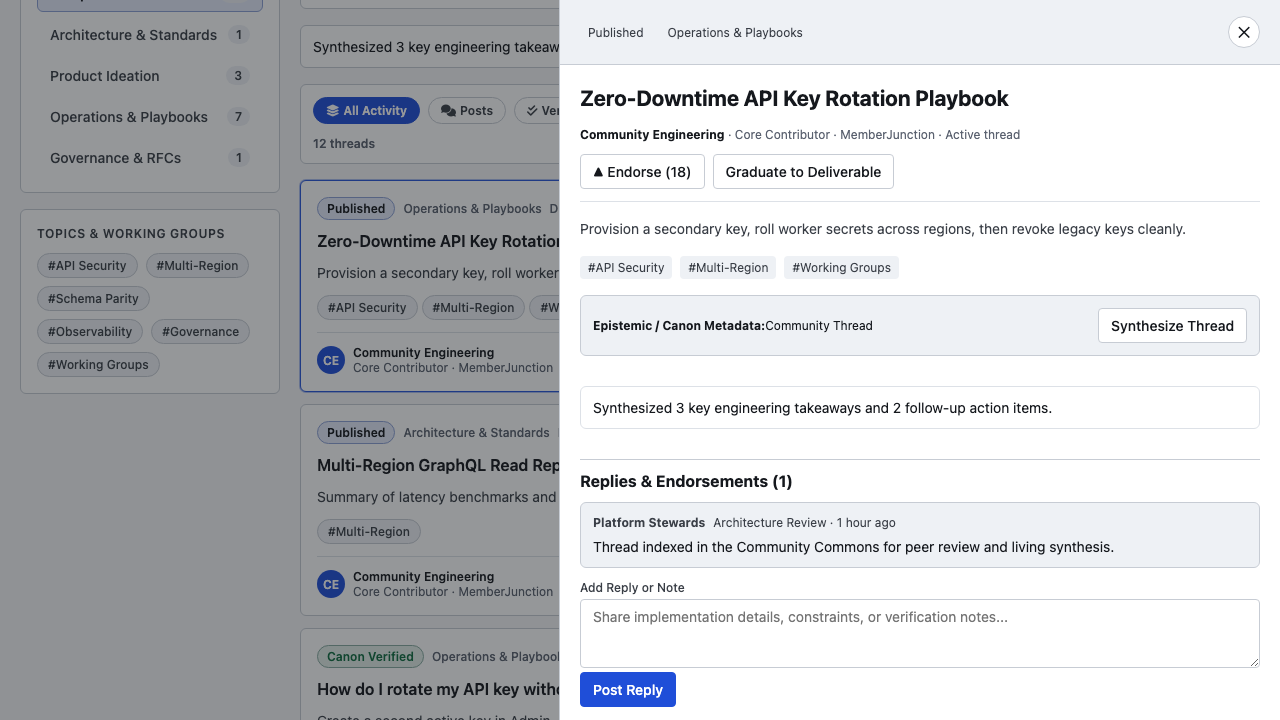 Architecture & Standards 1
Product Ideation 3
Operations & Playbooks 7
Governance & RFCs 1
TOPICS & WORKING GROUPS
#API Security #Multi-Region
#Schema Parity
#Observability #Governance
#Working Groups
Synthesized 3 key engineering takeaw
All Activity Posts Ver
12 threads
Published Operations & Playbooks D
Zero-Downtime API Key Rotation
Provision a secondary key, roll worker
#API Security #Multi-Region #W
CE Community Engineering
Core Contributor · MemberJunction
Published Architecture & Standards
Multi-Region GraphQL Read Rep
Summary of latency benchmarks and
#Multi-Region
CE Community Engineering
Core Contributor · MemberJunction
Canon Verified Operations & Playbook
How do I rotate my API key witho
Published Operations & Playbooks
Zero-Downtime API Key Rotation Playbook
Community Engineering · Core Contributor · MemberJunction · Active thread
Endorse (18) Graduate to Deliverable
Provision a secondary key, roll worker secrets across regions, then revoke legacy keys cleanly.
#API Security #Multi-Region #Working Groups
Epistemic / Canon Metadata:Community Thread Synthesize Thread
Synthesized 3 key engineering takeaways and 2 follow-up action items.
Replies & Endorsements (1)
Platform Stewards Architecture Review · 1 hour ago
Thread indexed in the Community Commons for peer review and living synthesis.
Add Reply or Note
Share implementation details, constraints, or verification notes...
Post Reply